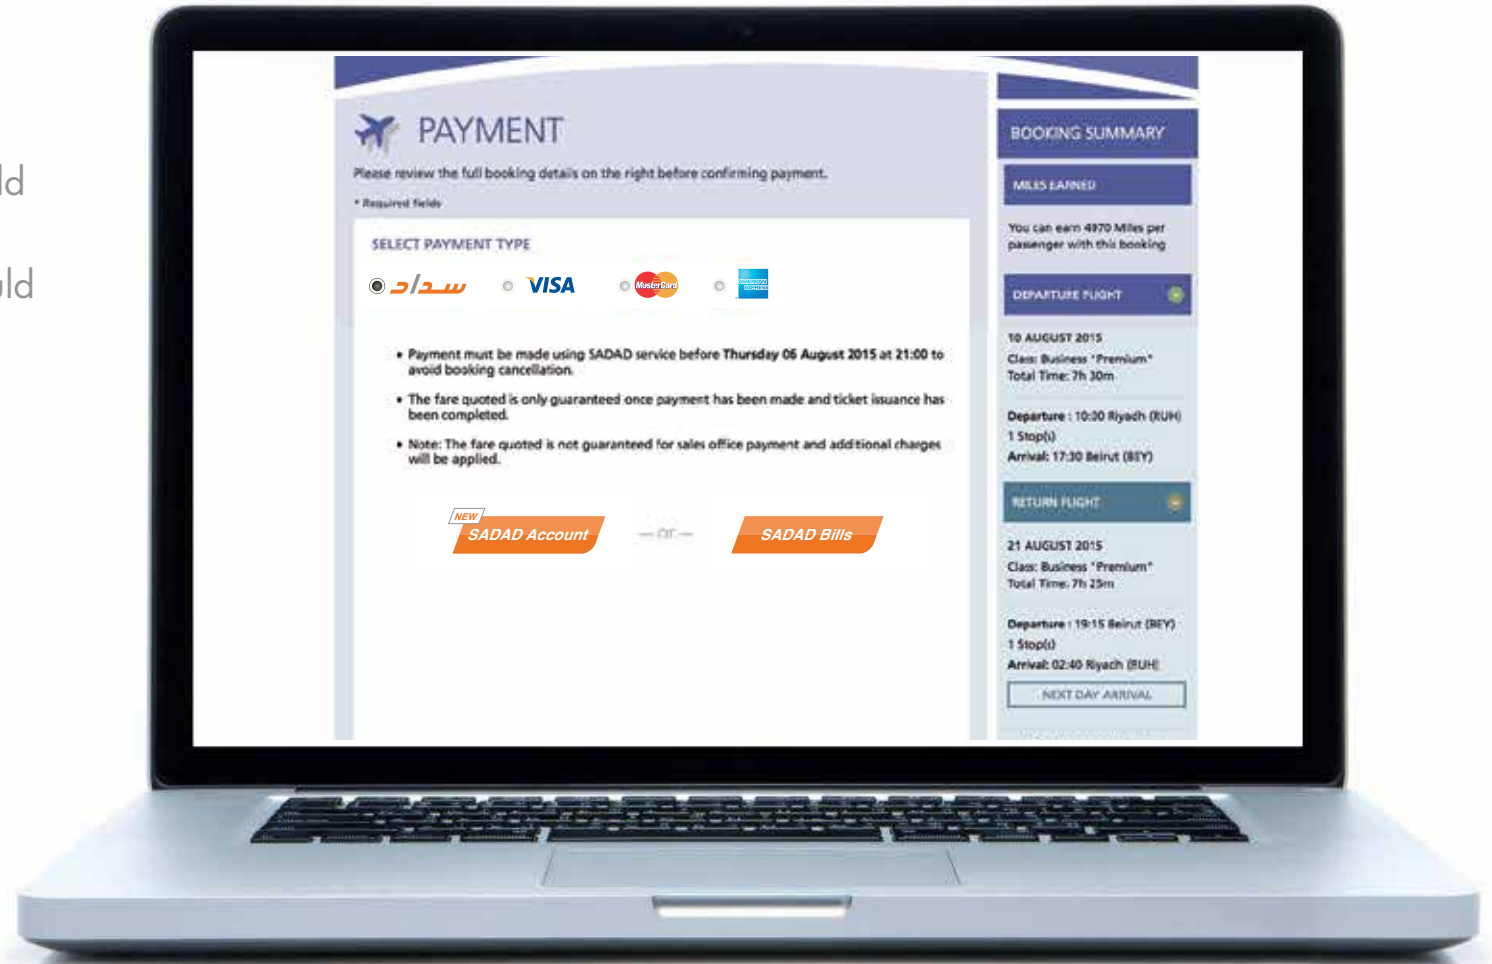 ld
uld
PAYMENT
Please review the full booking details on the right before confirming payment.
* Required fields
SELECT PAYMENT TYPE
سداد
VISA
MasterCard
AMERICAN EXPRESS
• Payment must be made using SADAD service before Thursday 06 August 2015 at 21:00 to
avoid booking cancellation.
• The fare quoted is only guaranteed once payment has been made and ticket issuance has
been completed.
• Note: The fare quoted is not guaranteed for sales office payment and additional charges
will be applied.
NEW
SADAD Account
— or —
SADAD Bills
BOOKING SUMMARY
MILES EARNED
You can earn 4970 Miles per
passenger with this booking
DEPARTURE FLIGHT
10 AUGUST 2015
Class: Business "Premium"
Total Time: 7h 30m
Departure : 10:00 Riyadh (RUH)
1 Stop(s)
Arrival: 17:30 Beirut (BEY)
RETURN FLIGHT
21 AUGUST 2015
Class: Business "Premium"
Total Time: 7h 25m
Departure : 19:15 Beirut (BEY)
1 Stop(s)
Arrival: 02:40 Riyadh (RUH)
NEXT DAY ARRIVAL